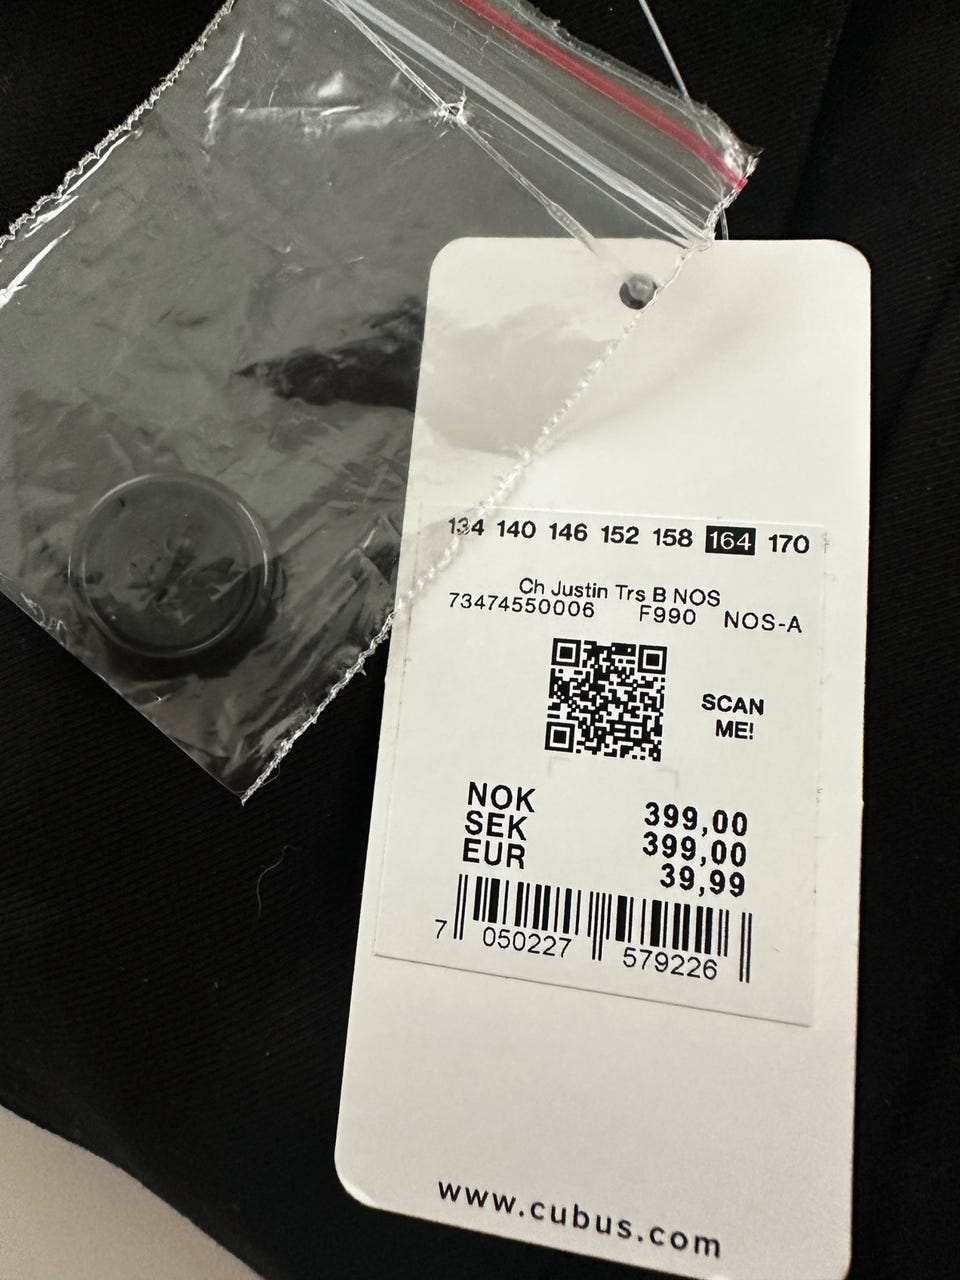 134 140 146 152 158 164 170
Ch Justin Trs B NOS
73474550006 F990 NOS-A
SCAN
ME!
NOK 399,00
SEK 399,00
EUR 39,99
7 050227 579226
www.cubus.com